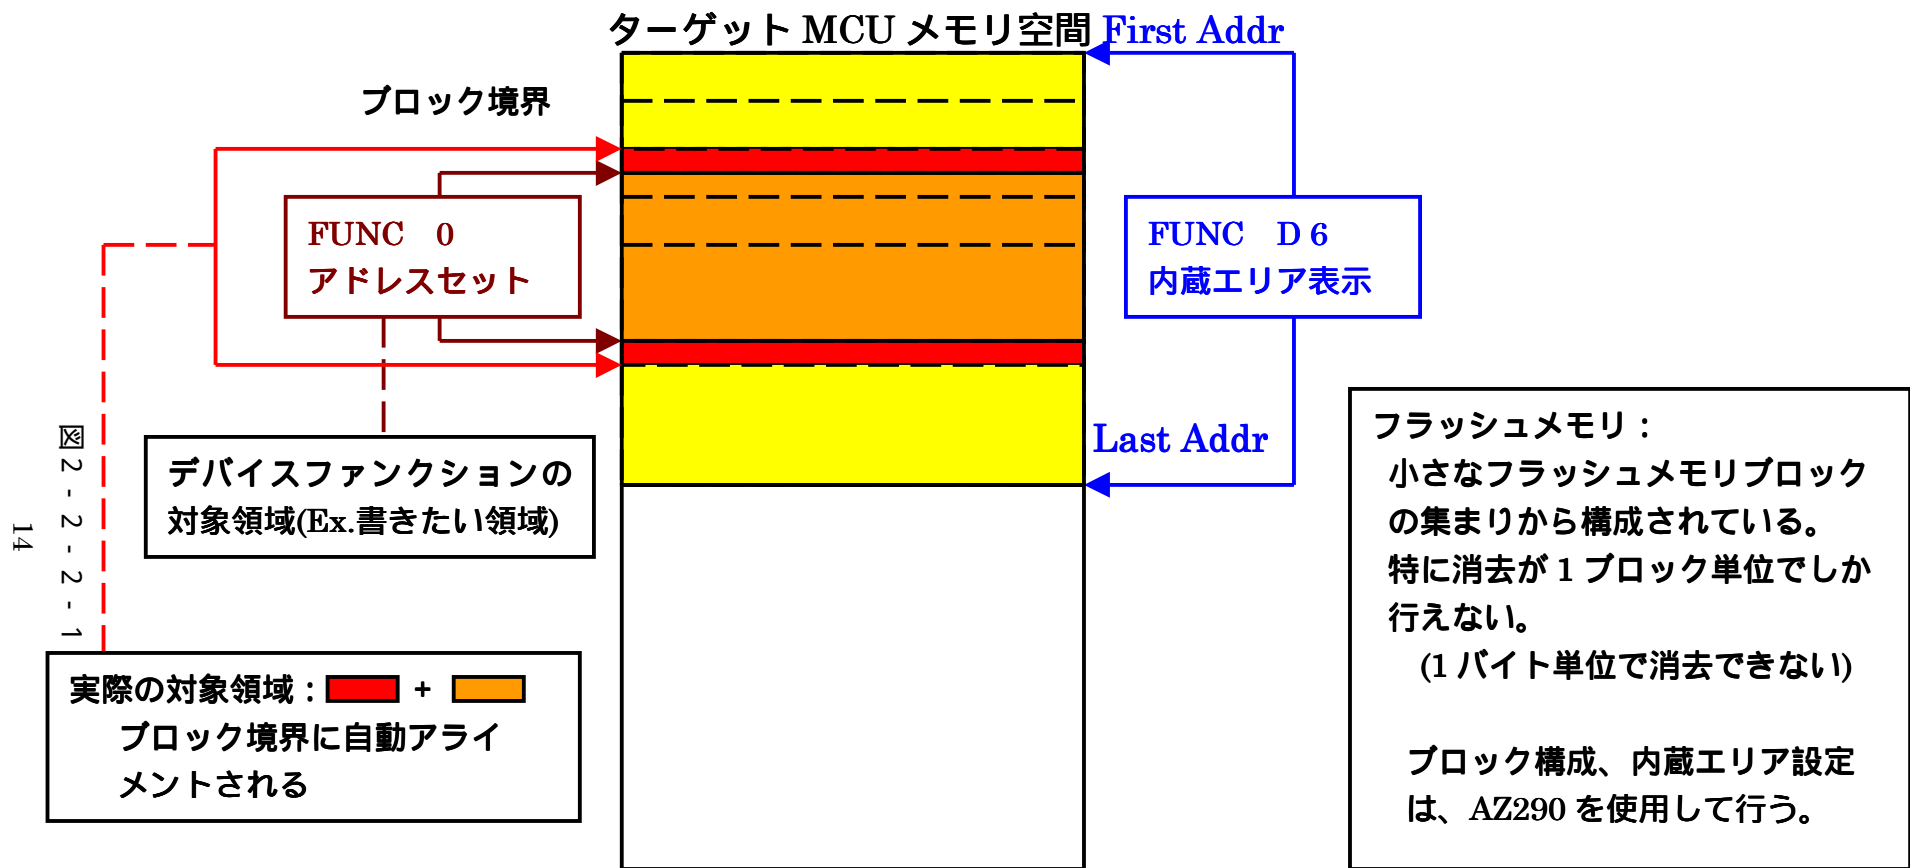 ターゲット MCU メモリ空間
First Addr
ブロック境界
FUNC 0
アドレスセット
FUNC D 6
内蔵エリア表示
Last Addr
デバイスファンクションの
対象領域(Ex.書きたい領域)
実際の対象領域 : +
ブロック境界に自動アライ
メントされる
フラッシュメモリ :
小さなフラッシュメモリブロック
の集まりから構成されている。
特に消去が 1 ブロック単位でしか
行えない。
(1 バイト単位で消去できない)
ブロック構成、内蔵エリア設定
は、AZ290 を使用して行う。
図2-2-2-1
14